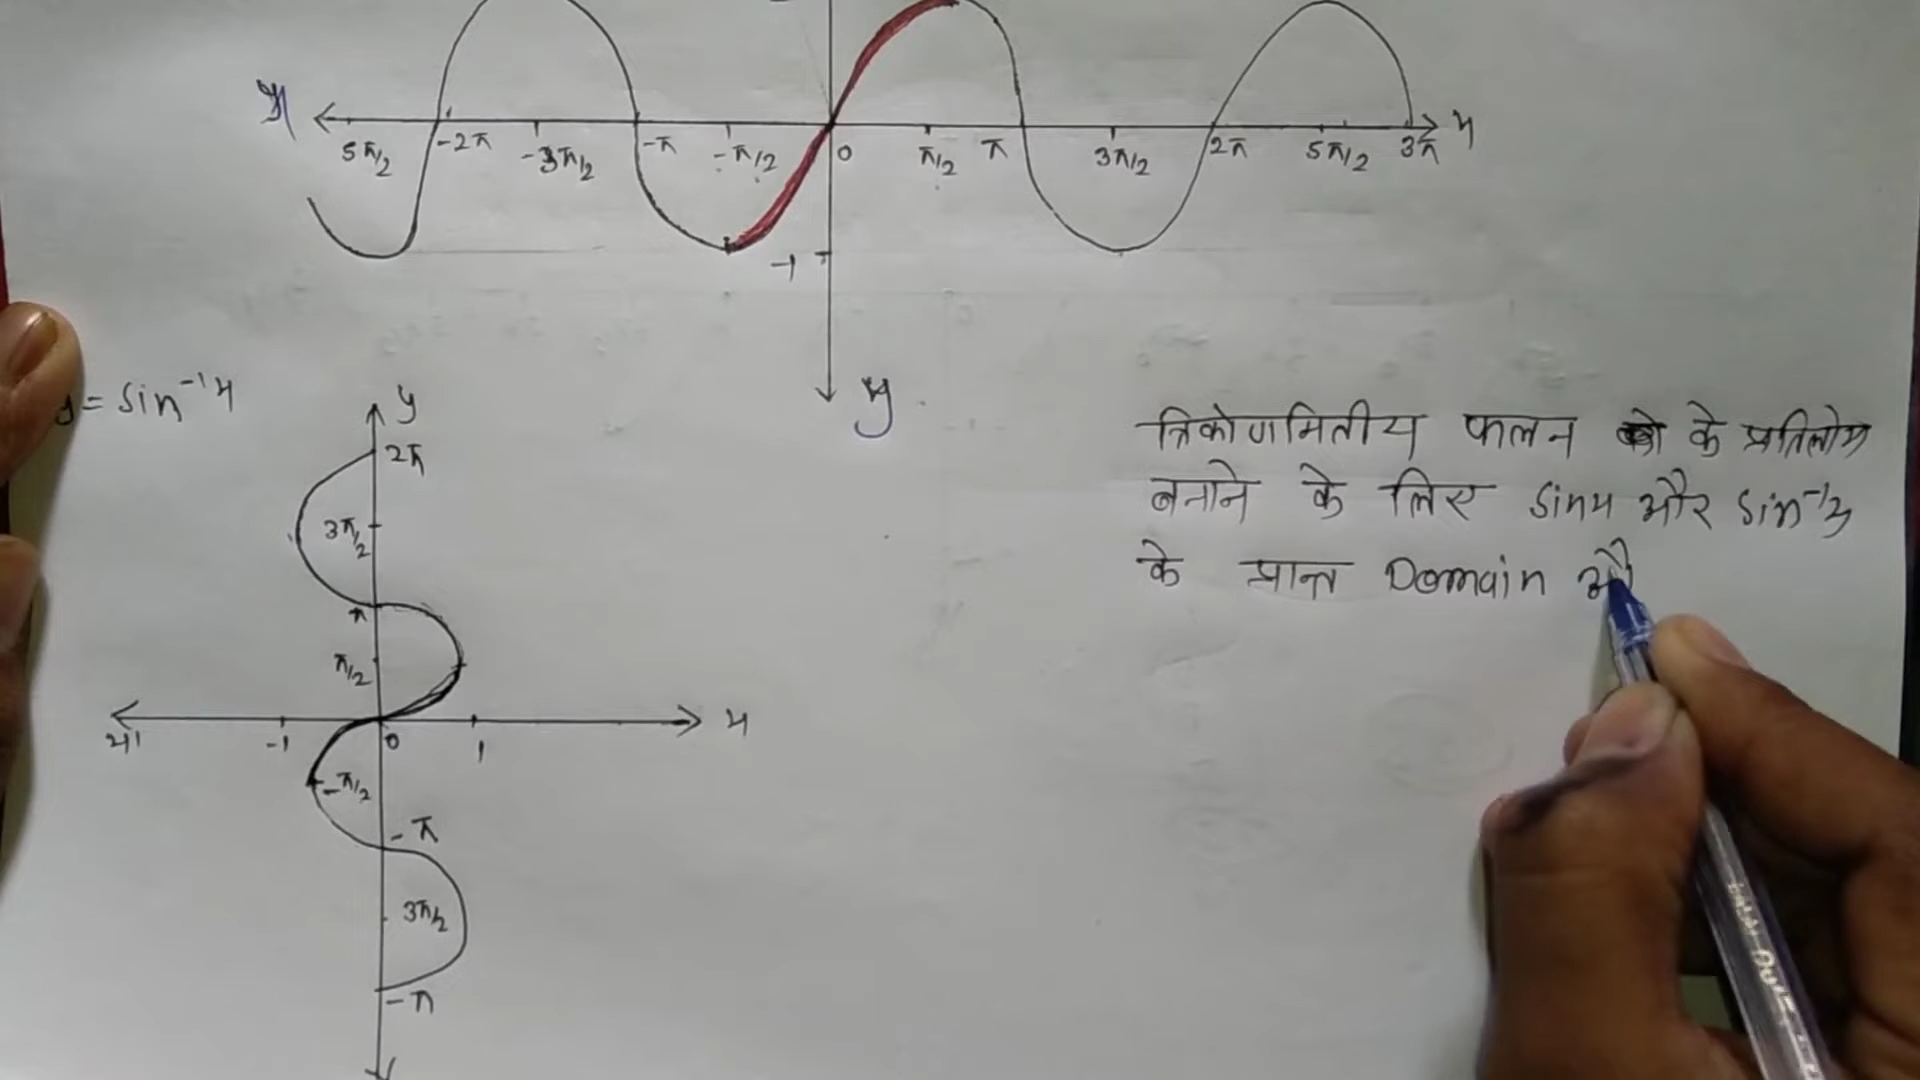 5π/2 -2π -3π/2 -π -π/2 0 π/2 π 3π/2 2π 5π/2 3π x
-1
y
y = sin⁻¹x
y
2π
3π/2
π
π/2
x' -1 0 1 x
-π/2
-π
3π/2
-π
त्रिकोणमितीय फलन के प्रतिलोम
बनाने के लिए sinx और sin⁻¹x
के प्रान्त Domain औ